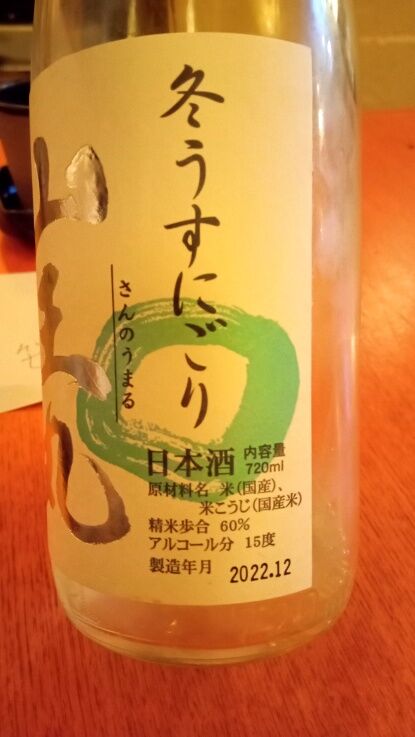 冬うすにごり
さんのうまる
日本酒 内容量 720ml
原材料名 米(国産)、
米こうじ(国産米)
精米歩合 60%
アルコール分 15度
製造年月 2022.12